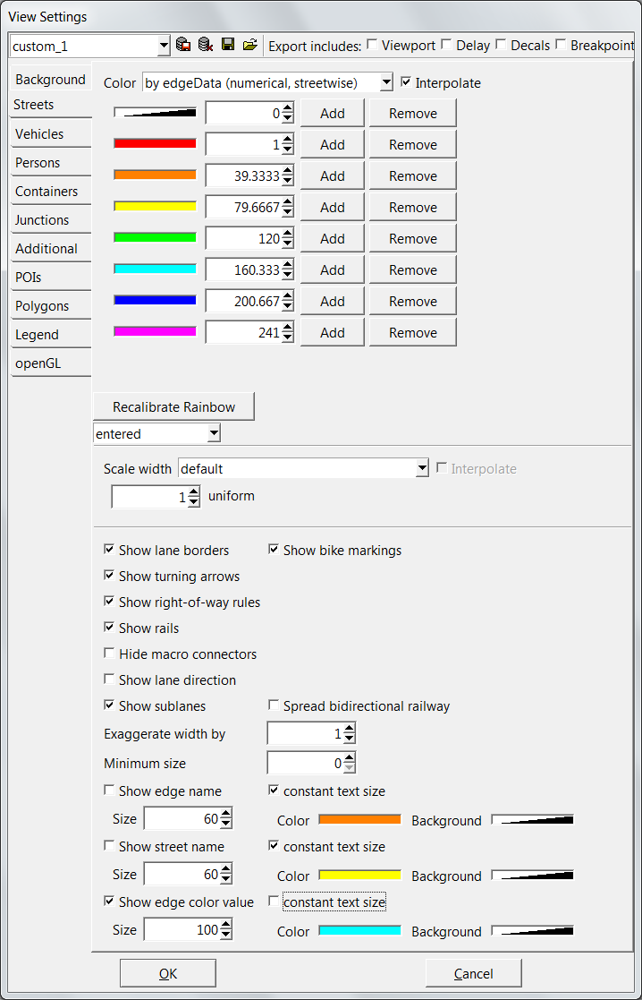 View Settings
custom_1 Export includes: Viewport Delay Decals Breakpoint
Background
Streets
Vehicles
Persons
Containers
Junctions
Additional
POIs
Polygons
Legend
openGL
Color by edgeData (numerical, streetwise) Interpolate
0 Add Remove
1 Add Remove
39.3333 Add Remove
79.6667 Add Remove
120 Add Remove
160.333 Add Remove
200.667 Add Remove
241 Add Remove
Recalibrate Rainbow
entered
Scale width default Interpolate
1 uniform
Show lane borders Show bike markings
Show turning arrows
Show right-of-way rules
Show rails
Hide macro connectors
Show lane direction
Show sublanes Spread bidirectional railway
Exaggerate width by 1
Minimum size 0
Show edge name constant text size
Size 60 Color Background
Show street name constant text size
Size 60 Color Background
Show edge color value constant text size
Size 100 Color Background
OK Cancel